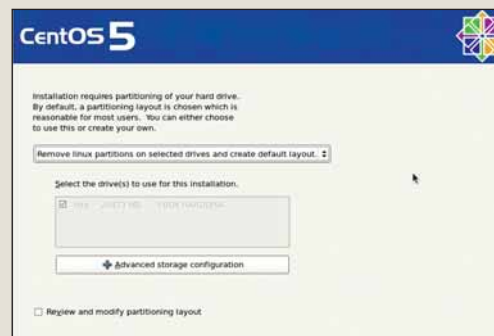 CentOS 5
Installation requires partitioning of your hard drive.
By default, a partitioning layout is chosen which is
reasonable for most users. You can either choose
to use this or create your own.
Remove linux partitions on selected drives and create default layout.
Select the drive(s) to use for this installation.
Advanced storage configuration
Review and modify partitioning layout